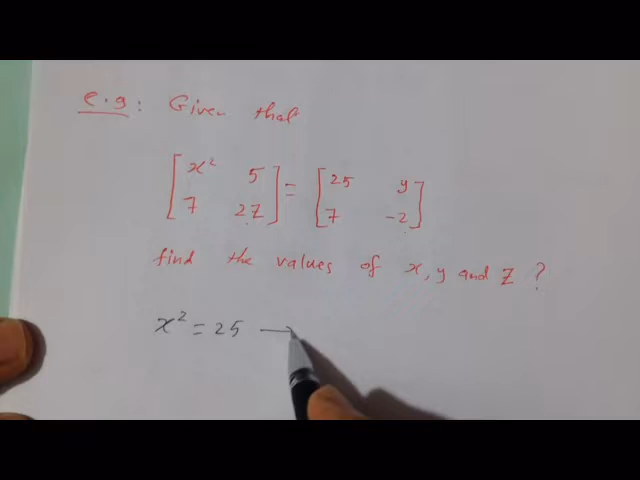 e.g: Given that
[x² 5] = [25 y]
[7 2z] [7 -2]
find the values of x, y and z ?
x² = 25 —